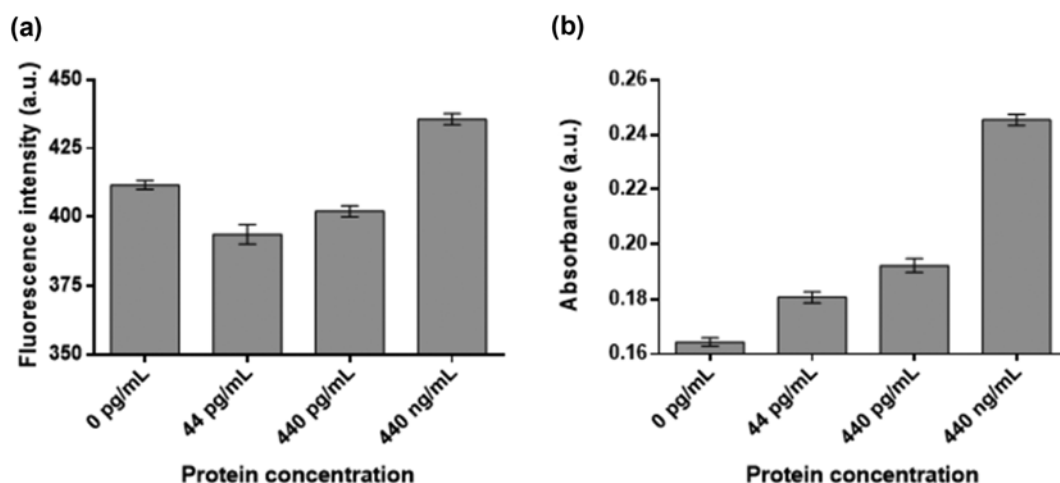 (a)
Fluorescence intensity (a.u.)
450
425
400
375
350
0 pg/mL
44 pg/mL
440 pg/mL
440 ng/mL
Protein concentration
(b)
Absorbance (a.u.)
0.26
0.24
0.22
0.20
0.18
0.16
0 pg/mL
44 pg/mL
440 pg/mL
440 ng/mL
Protein concentration